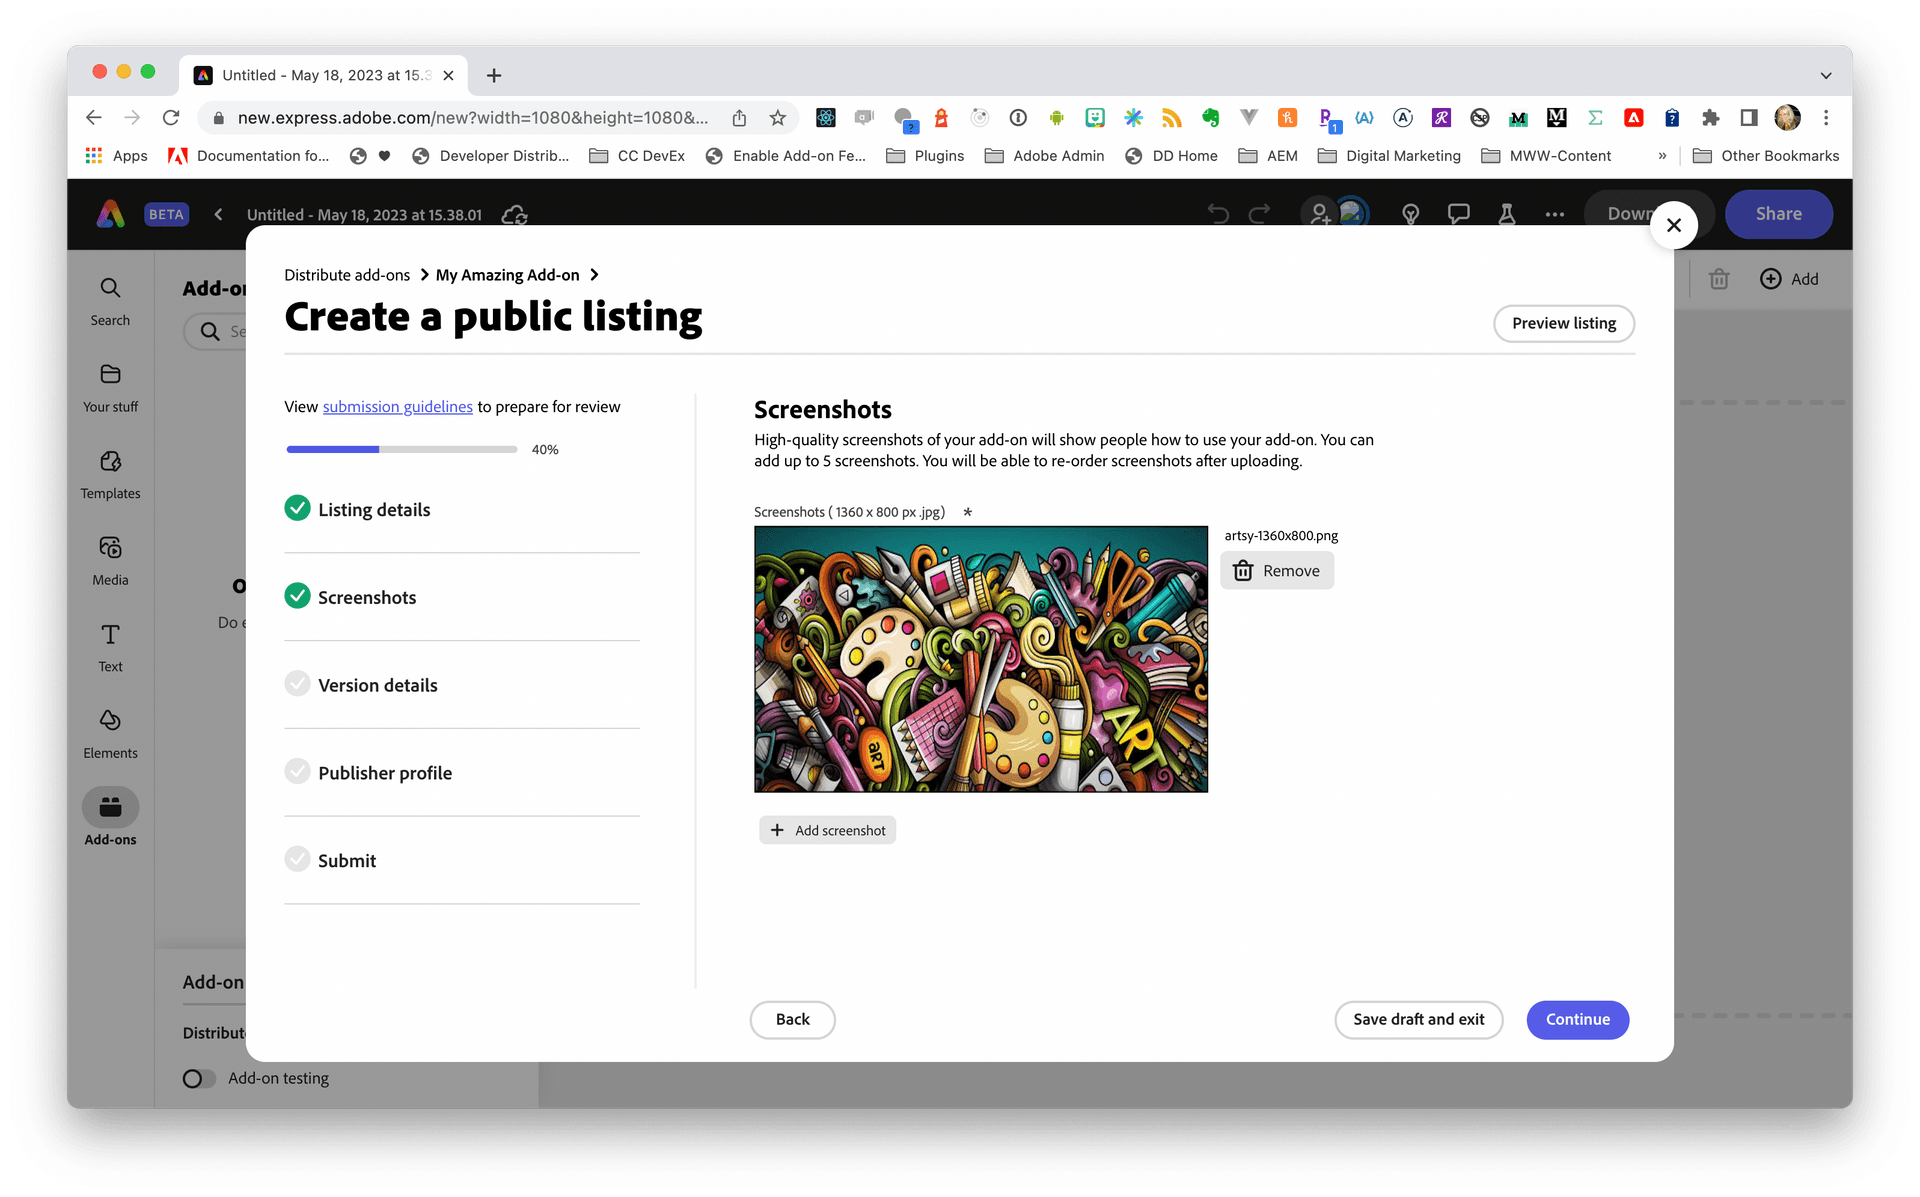 Untitled - May 18, 2023 at 15.3
new.express.adobe.com/new?width=1080&height=1080&...
Apps
Documentation fo...
Developer Distrib...
CC DevEx
Enable Add-on Fe...
Plugins
Adobe Admin
DD Home
AEM
Digital Marketing
MWW-Content
»
Other Bookmarks
BETA
Untitled - May 18, 2023 at 15.38.01
Share
Distribute add-ons > My Amazing Add-on >
Create a public listing
Preview listing
Add
Search
Your stuff
Templates
Media
Text
Elements
Add-ons
View submission guidelines to prepare for review
40%
Listing details
Screenshots
Version details
Publisher profile
Submit
Screenshots
High-quality screenshots of your add-on will show people how to use your add-on. You can
add up to 5 screenshots. You will be able to re-order screenshots after uploading.
Screenshots ( 1360 x 800 px .jpg) *
artsy-1360x800.png
Remove
ART
ART
Add screenshot
Back
Save draft and exit
Continue
Add-on
Add-on testing